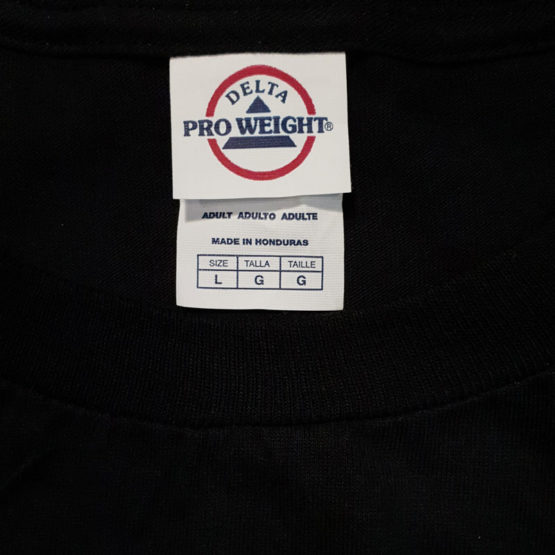 DELTA
PRO WEIGHT®
ADULT ADULTO ADULTE
MADE IN HONDURAS
SIZE TALLA TAILLE
L G G